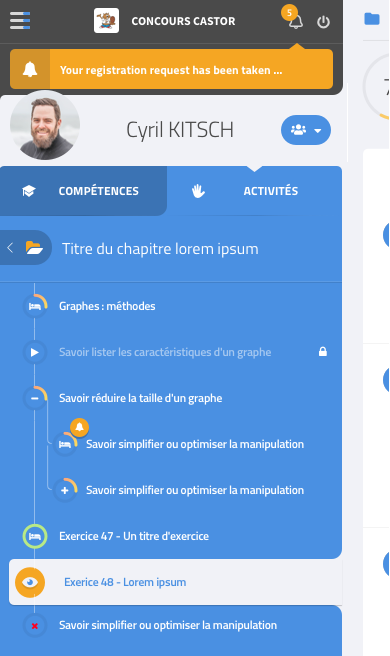 CONCOURS CASTOR
5
Your registration request has been taken ...
Cyril KITSCH
COMPÉTENCES
ACTIVITÉS
Titre du chapitre lorem ipsum
Graphes : méthodes
Savoir lister les caractéristiques d'un graphe
Savoir réduire la taille d'un graphe
Savoir simplifier ou optimiser la manipulation
Savoir simplifier ou optimiser la manipulation
Exercice 47 - Un titre d'exercice
Exerice 48 - Lorem ipsum
Savoir simplifier ou optimiser la manipulation